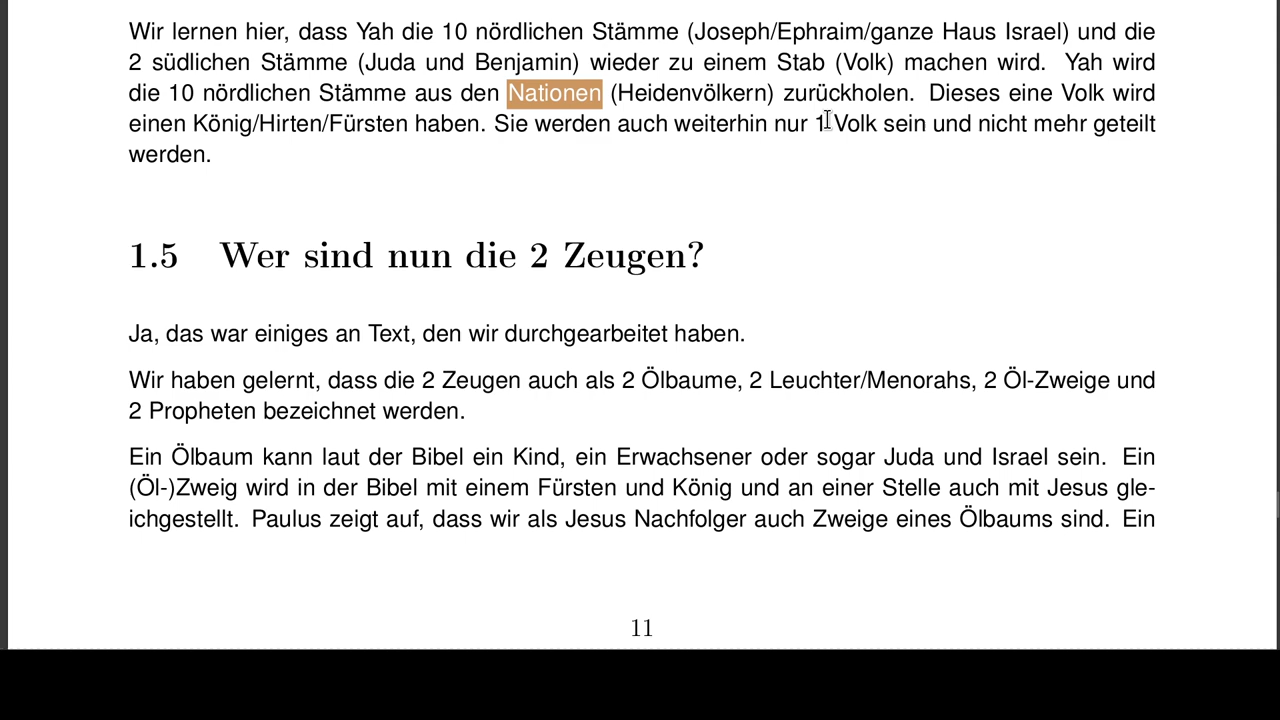 Wir lernen hier, dass Yah die 10 nördlichen Stämme (Joseph/Ephraim/ganze Haus Israel) und die
2 südlichen Stämme (Juda und Benjamin) wieder zu einem Stab (Volk) machen wird. Yah wird
die 10 nördlichen Stämme aus den Nationen (Heidenvölkern) zurückholen. Dieses eine Volk wird
einen König/Hirten/Fürsten haben. Sie werden auch weiterhin nur 1 Volk sein und nicht mehr geteilt
werden.
1.5 Wer sind nun die 2 Zeugen?
Ja, das war einiges an Text, den wir durchgearbeitet haben.
Wir haben gelernt, dass die 2 Zeugen auch als 2 Ölbaume, 2 Leuchter/Menorahs, 2 Öl-Zweige und
2 Propheten bezeichnet werden.
Ein Ölbaum kann laut der Bibel ein Kind, ein Erwachsener oder sogar Juda und Israel sein. Ein
(Öl-)Zweig wird in der Bibel mit einem Fürsten und König und an einer Stelle auch mit Jesus gle-
ichgestellt. Paulus zeigt auf, dass wir als Jesus Nachfolger auch Zweige eines Ölbaums sind. Ein
11